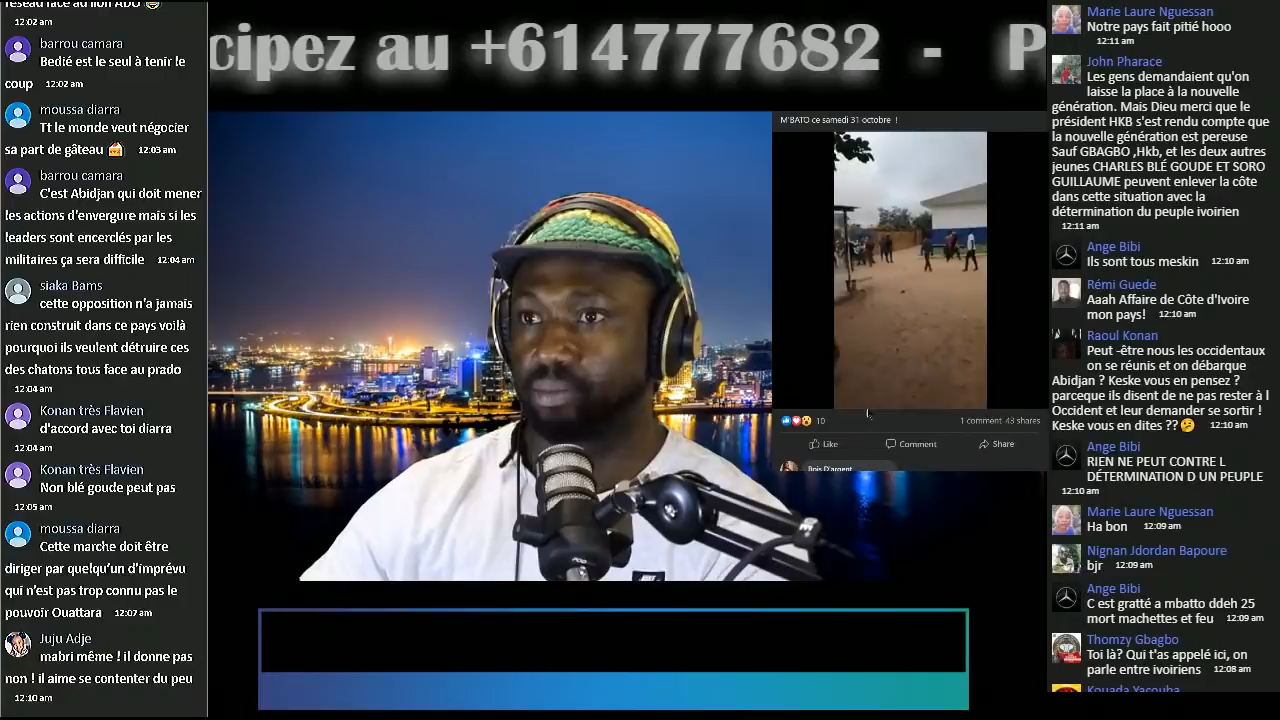 réseau face au lion ADO
12:02 am
barrou camara
Bedié est le seul à tenir le
coup 12:02 am
moussa diarra
Tt le monde veut négocier
sa part de gâteau 🍰 12:03 am
barrou camara
C'est Abidjan qui doit mener
les actions d'envergure mais si les
leaders sont encerclés par les
militaires ça sera difficile 12:04 am
siaka Bams
cette opposition n'a jamais
rien construit dans ce pays voilà
pourquoi ils veulent détruire ces
des chatons tous face au prado
12:04 am
Konan très Flavien
d'accord avec toi diarra
12:04 am
Konan très Flavien
Non blé goude peut pas
12:05 am
moussa diarra
Cette marche doit être
diriger par quelqu'un d'imprévu
qui n'est pas trop connu pas le
pouvoir Ouattara 12:07 am
Juju Adje
mabri même ! il donne pas
non ! il aime se contenter du peu
12:10 am
cipez au +614777682 - P
M'BATO ce samedi 31 octobre !
10
1 comment 43 shares
Like Comment Share
Bois D'argent
Marie Laure Nguessan
Notre pays fait pitié hooo
12:11 am
John Pharace
Les gens demandaient qu'on
laisse la place à la nouvelle
génération. Mais Dieu merci que le
président HKB s'est rendu compte que
la nouvelle génération est pereuse
Sauf GBAGBO ,Hkb, et les deux autres
jeunes CHARLES BLÉ GOUDE ET SORO
GUILLAUME peuvent enlever la côte
dans cette situation avec la
détermination du peuple ivoirien
12:11 am
Ange Bibi
Ils sont tous meskin 12:10 am
Rémi Guede
Aaah Affaire de Côte d'Ivoire
mon pays! 12:10 am
Raoul Konan
Peut -être nous les occidentaux
on se réunis et on débarque
Abidjan ? Keske vous en pensez ?
parceque ils disent de ne pas rester à l
Occident et leur demander se sortir !
Keske vous en dites ??🤔 12:10 am
Ange Bibi
RIEN NE PEUT CONTRE L
DÉTERMINATION D UN PEUPLE
12:10 am
Marie Laure Nguessan
Ha bon 12:09 am
Nignan Jdordan Bapoure
bjr 12:09 am
Ange Bibi
C est gratté a mbatto ddeh 25
mort machettes et feu 12:09 am
Thomzy Gbagbo
Toi là? Qui t'as appelé ici, on
parle entre ivoiriens 12:08 am
Kouada Yacouba